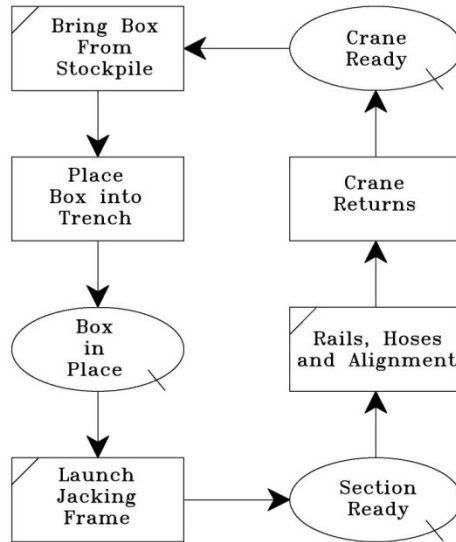 Bring Box
From
Stockpile
Crane
Ready
Place
Box into
Trench
Crane
Returns
Box
in
Place
Rails, Hoses
and Alignment
Launch
Jacking
Frame
Section
Ready